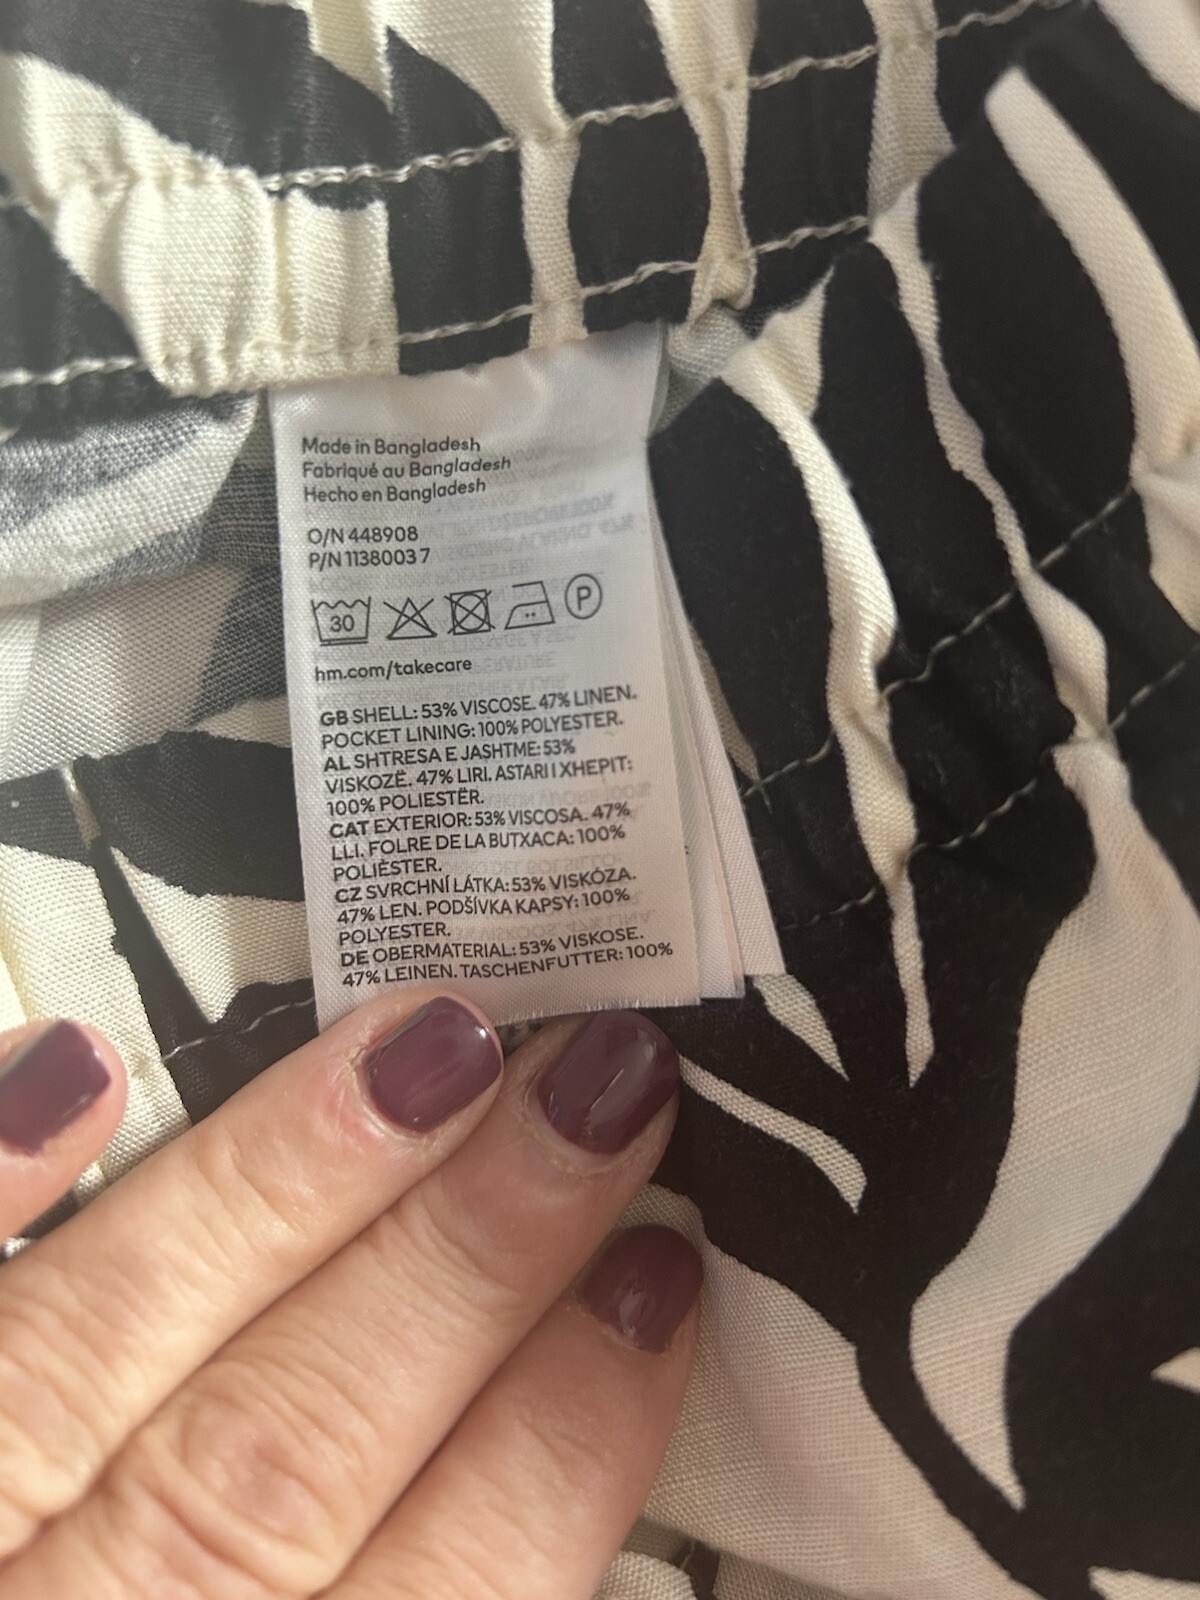 Made in Bangladesh
Fabriqué au Bangladesh
Hecho en Bangladesh
O/N 448908
P/N 1138003 7
30 P
hm.com/takecare
GB SHELL: 53% VISCOSE. 47% LINEN.
POCKET LINING: 100% POLYESTER.
AL SHTRESA E JASHTME: 53%
VISKOZË. 47% LIRI. ASTARI I XHEPIT:
100% POLIESTËR.
CAT EXTERIOR: 53% VISCOSA. 47%
LLI. FOLRE DE LA BUTXACA: 100%
POLIÈSTER.
CZ SVRCHNÍ LÁTKA: 53% VISKÓZA.
47% LEN. PODŠÍVKA KAPSY: 100%
POLYESTER.
DE OBERMATERIAL: 53% VISKOSE.
47% LEINEN. TASCHENFUTTER: 100%